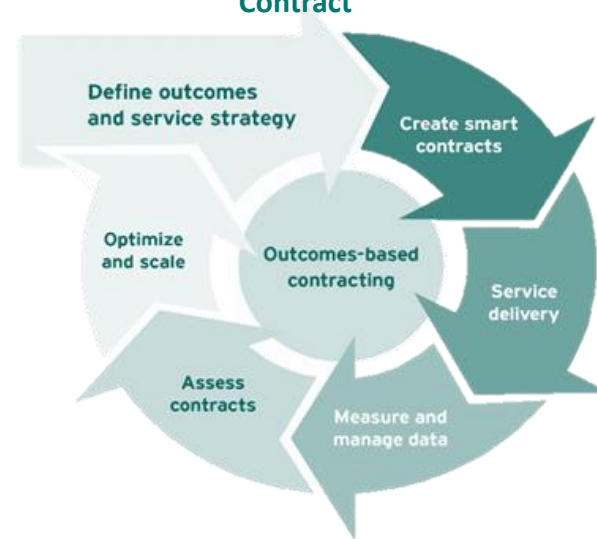 Contract
Define outcomes
and service strategy
Create smart
contracts
Service
delivery
Measure and
manage data
Assess
contracts
Optimize
and scale
Outcomes-based
contracting